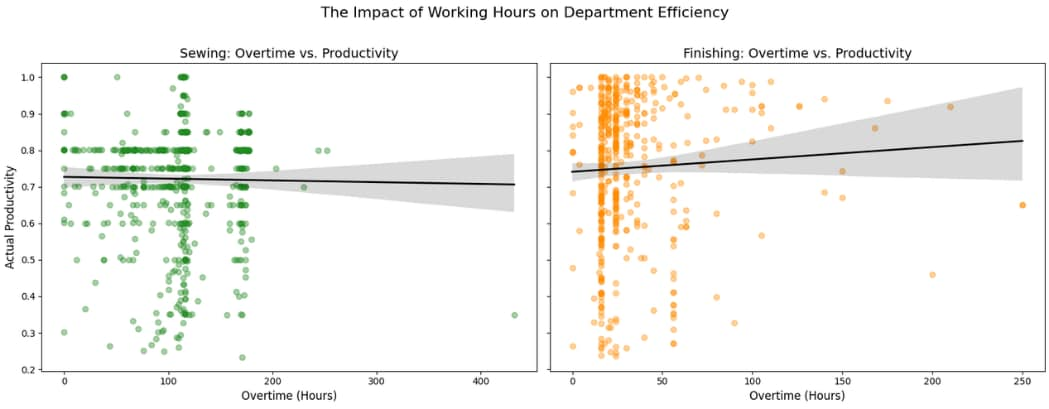 The Impact of Working Hours on Department Efficiency
Sewing: Overtime vs. Productivity
Finishing: Overtime vs. Productivity
1.0
0.9
0.8
0.7
0.6
0.5
0.4
0.3
0.2
Actual Productivity
0 100 200 300 400
0 50 100 150 200 250
Overtime (Hours)
Overtime (Hours)